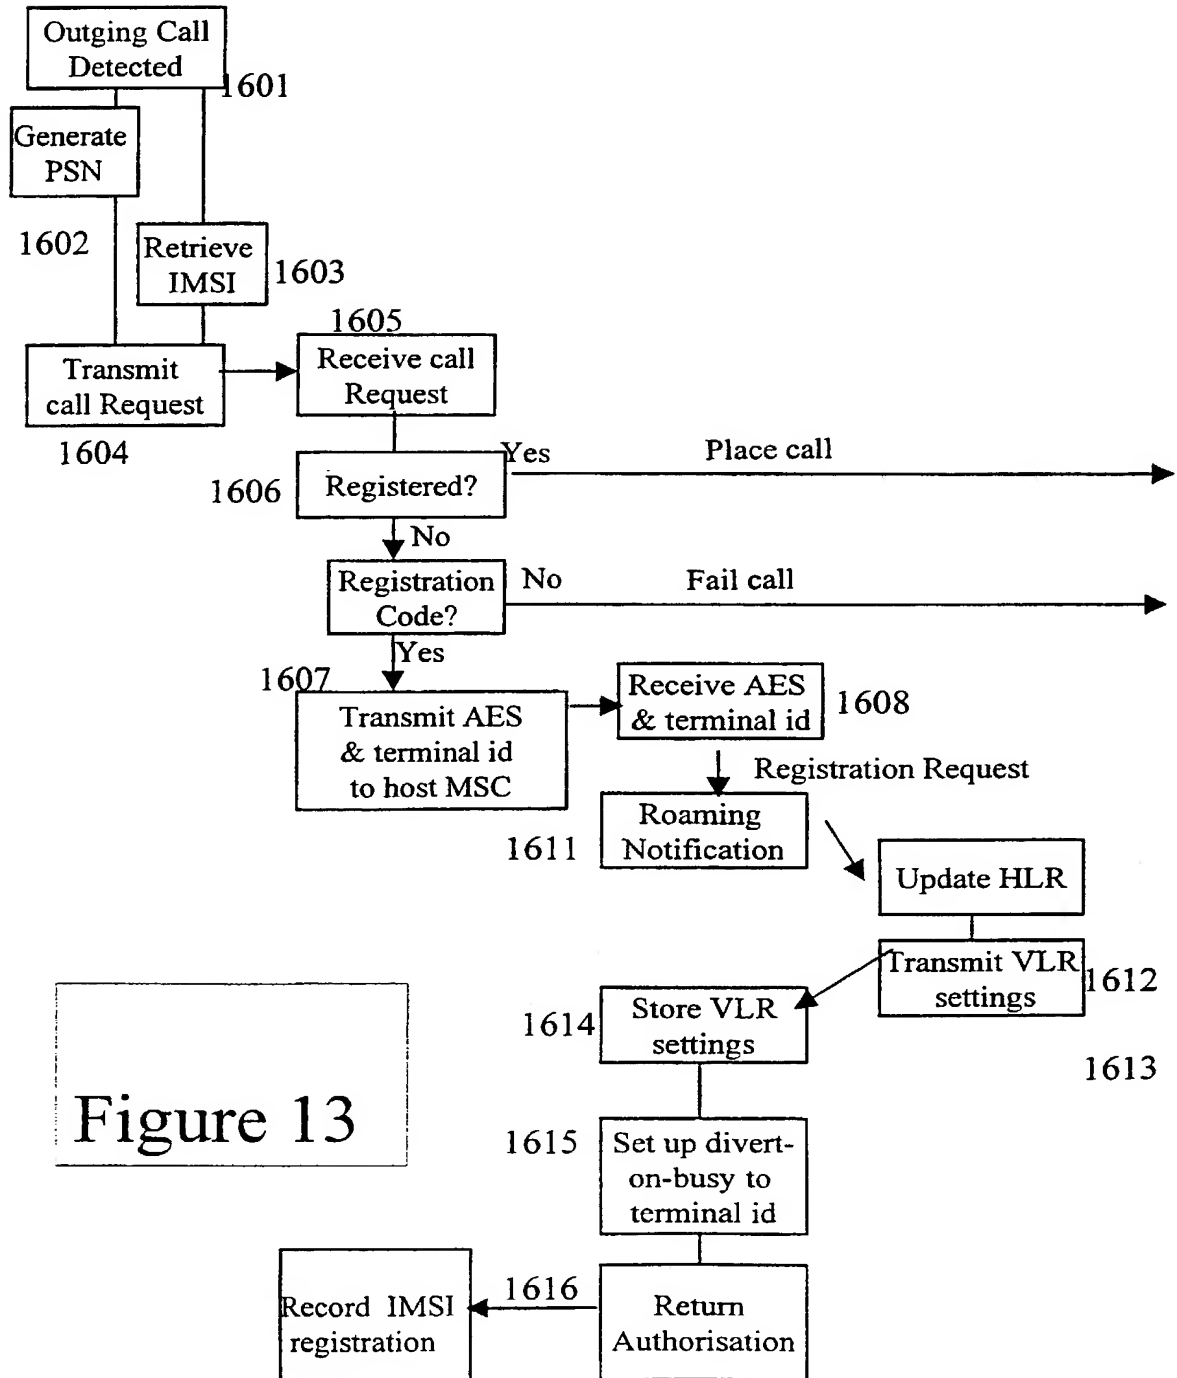 Outging Call
Detected
1601
Generate
PSN
1602
Retrieve
IMSI
1603
Transmit
call Request
1604
1605
Receive call
Request
1606
Registered?
Yes
Place call
No
Registration
Code?
No
Fail call
Yes
1607
Transmit AES
& terminal id
to host MSC
Receive AES
& terminal id
1608
Registration Request
1611
Roaming
Notification
Update HLR
Transmit VLR
settings
1612
1613
1614
Store VLR
settings
Figure 13
1615
Set up divert-
on-busy to
terminal id
1616
Return
Authorisation
Record IMSI
registration